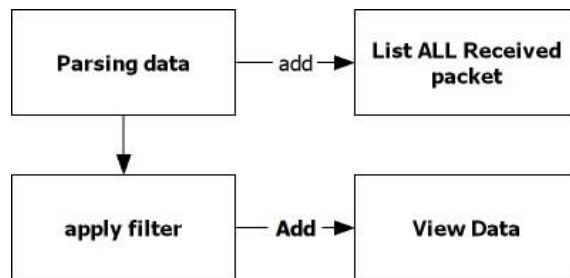 Parsing data
add
List ALL Received
packet
apply filter
Add
View Data